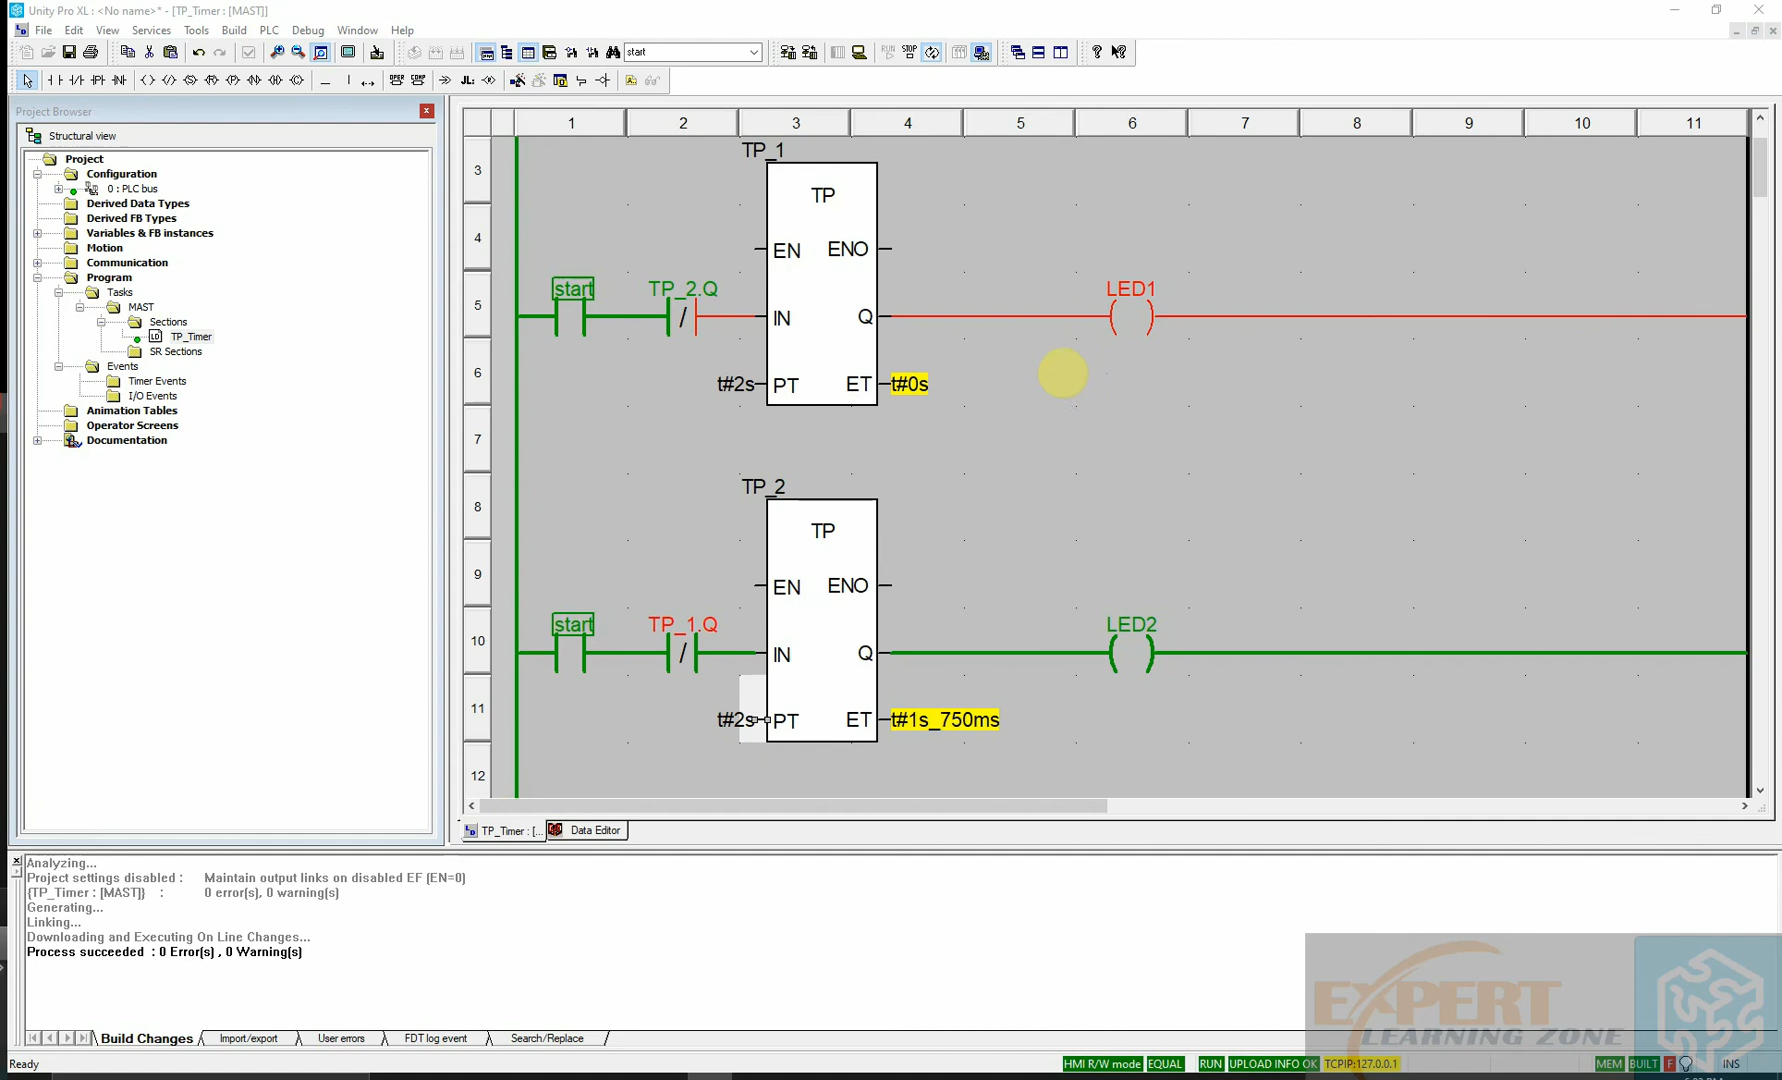 Unity Pro XL : <No name>* - [TP_Timer : [MAST]]
File Edit View Services Tools Build PLC Debug Window Help
start
RUN STOP
Project Browser
Structural view
Project
Configuration
0 : PLC bus
Derived Data Types
Derived FB Types
Variables & FB instances
Motion
Communication
Program
Tasks
MAST
Sections
TP_Timer
SR Sections
Events
Timer Events
I/O Events
Animation Tables
Operator Screens
Documentation
1 2 3 4 5 6 7 8 9 10 11
TP_1
3
TP
4
EN ENO
start TP_2.Q LED1
5
IN Q
6
t#2s PT ET t#0s
7
TP_2
8
TP
9
EN ENO
start TP_1.Q LED2
10
IN Q
11
t#2s PT ET t#1s_750ms
12
TP_Timer : [... Data Editor
Analyzing...
Project settings disabled : Maintain output links on disabled EF (EN=0)
{TP_Timer : [MAST]} : 0 error(s), 0 warning(s)
Generating...
Linking...
Downloading and Executing On Line Changes...
Process succeeded : 0 Error(s) , 0 Warning(s)
EXPERT
LEARNING ZONE
Build Changes Import/export User errors FDT log event Search/Replace
Ready HMI R/W mode EQUAL RUN UPLOAD INFO OK TCPIP:127.0.0.1 MEM BUILT F INS